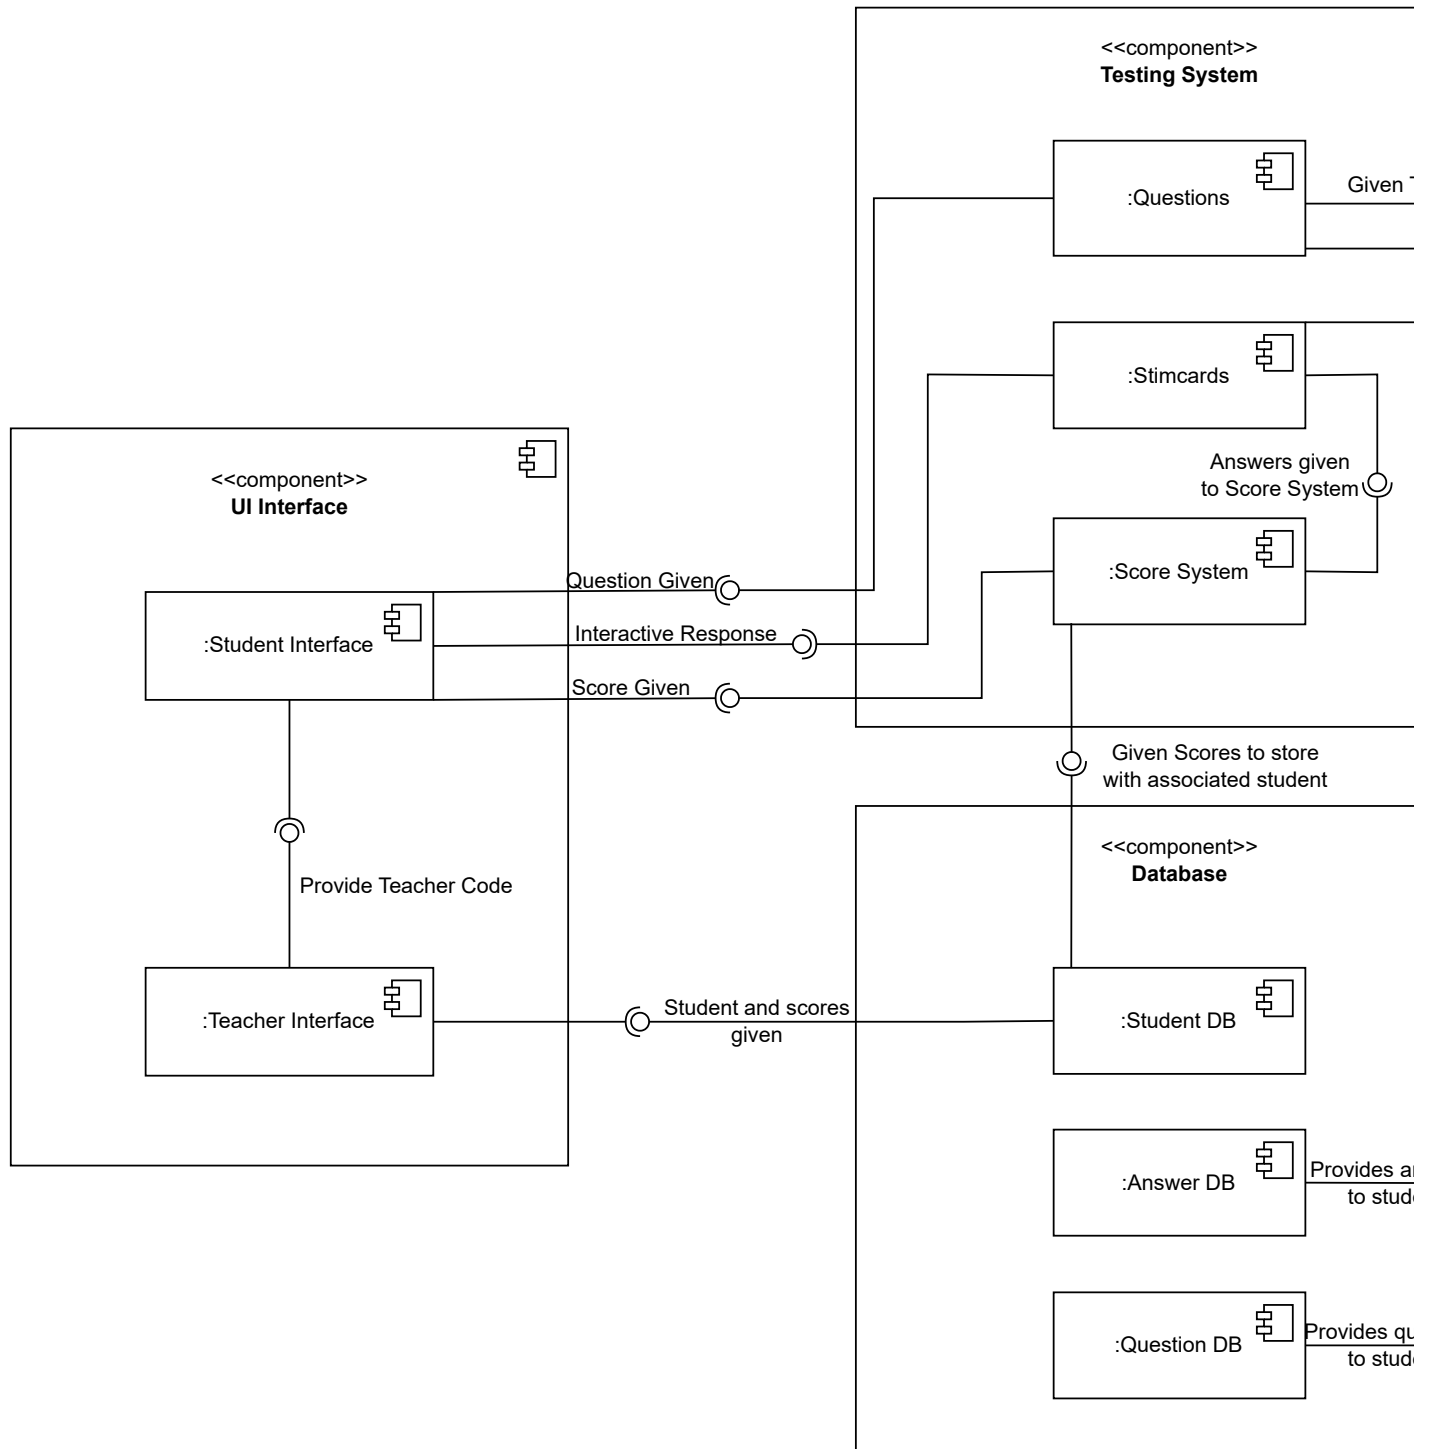 <<component>>
Testing System
:Questions
Given
:Stimcards
Answers given
to Score System
<<component>>
UI Interface
:Score System
Question Given
:Student Interface
Interactive Response
Score Given
Given Scores to store
with associated student
<<component>>
Database
Provide Teacher Code
:Teacher Interface
Student and scores
given
:Student DB
:Answer DB
Provides
to
:Question DB
Provides
to